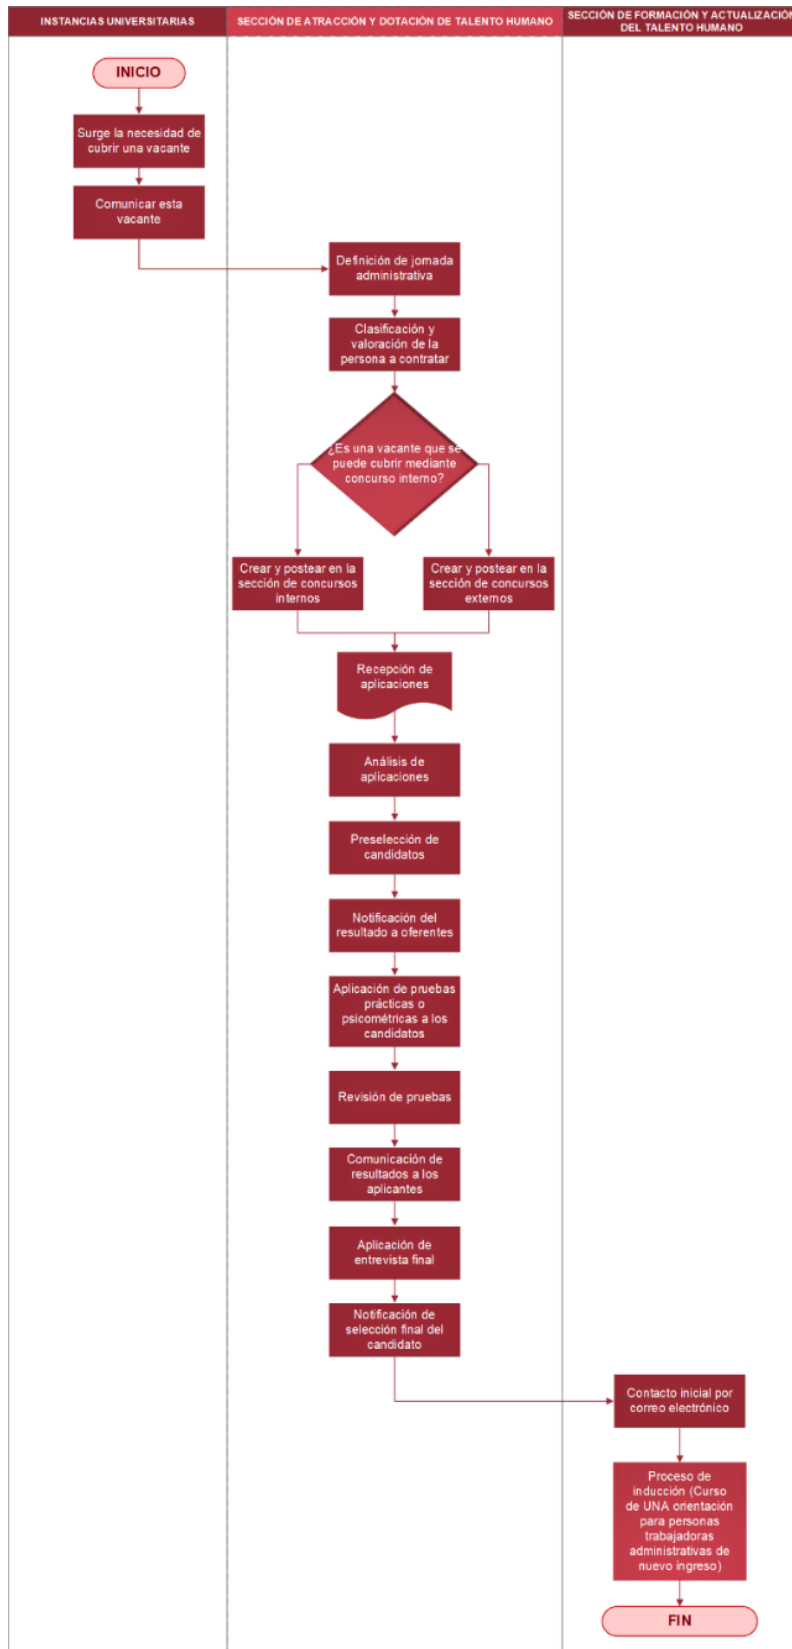 INSTANCIAS UNIVERSITARIAS
SECCIÓN DE ATRACCIÓN Y DOTACIÓN DE TALENTO HUMANO
SECCIÓN DE FORMACIÓN Y ACTUALIZACIÓN
DEL TALENTO HUMANO
INICIO
Surge la necesidad de
cubrir una vacante
Comunicar esta
vacante
Definición de jornada
administrativa
Clasificación y
valoración de la
persona a contratar
¿Es una vacante que se
puede cubrir mediante
concurso interno?
Crear y postear en la
sección de concursos
internos
Crear y postear en la
sección de concursos
externos
Recepción de
aplicaciones
Análisis de
aplicaciones
Preselección de
candidatos
Notificación del
resultado a oferentes
Aplicación de pruebas
prácticas o
psicométricas a los
candidatos
Revisión de pruebas
Comunicación de
resultados a los
aplicantes
Aplicación de
entrevista final
Notificación de
selección final del
candidato
Contacto inicial por
correo electrónico
Proceso de
inducción (Curso
de UNA orientación
para personas
trabajadoras
administrativas de
nuevo ingreso)
FIN